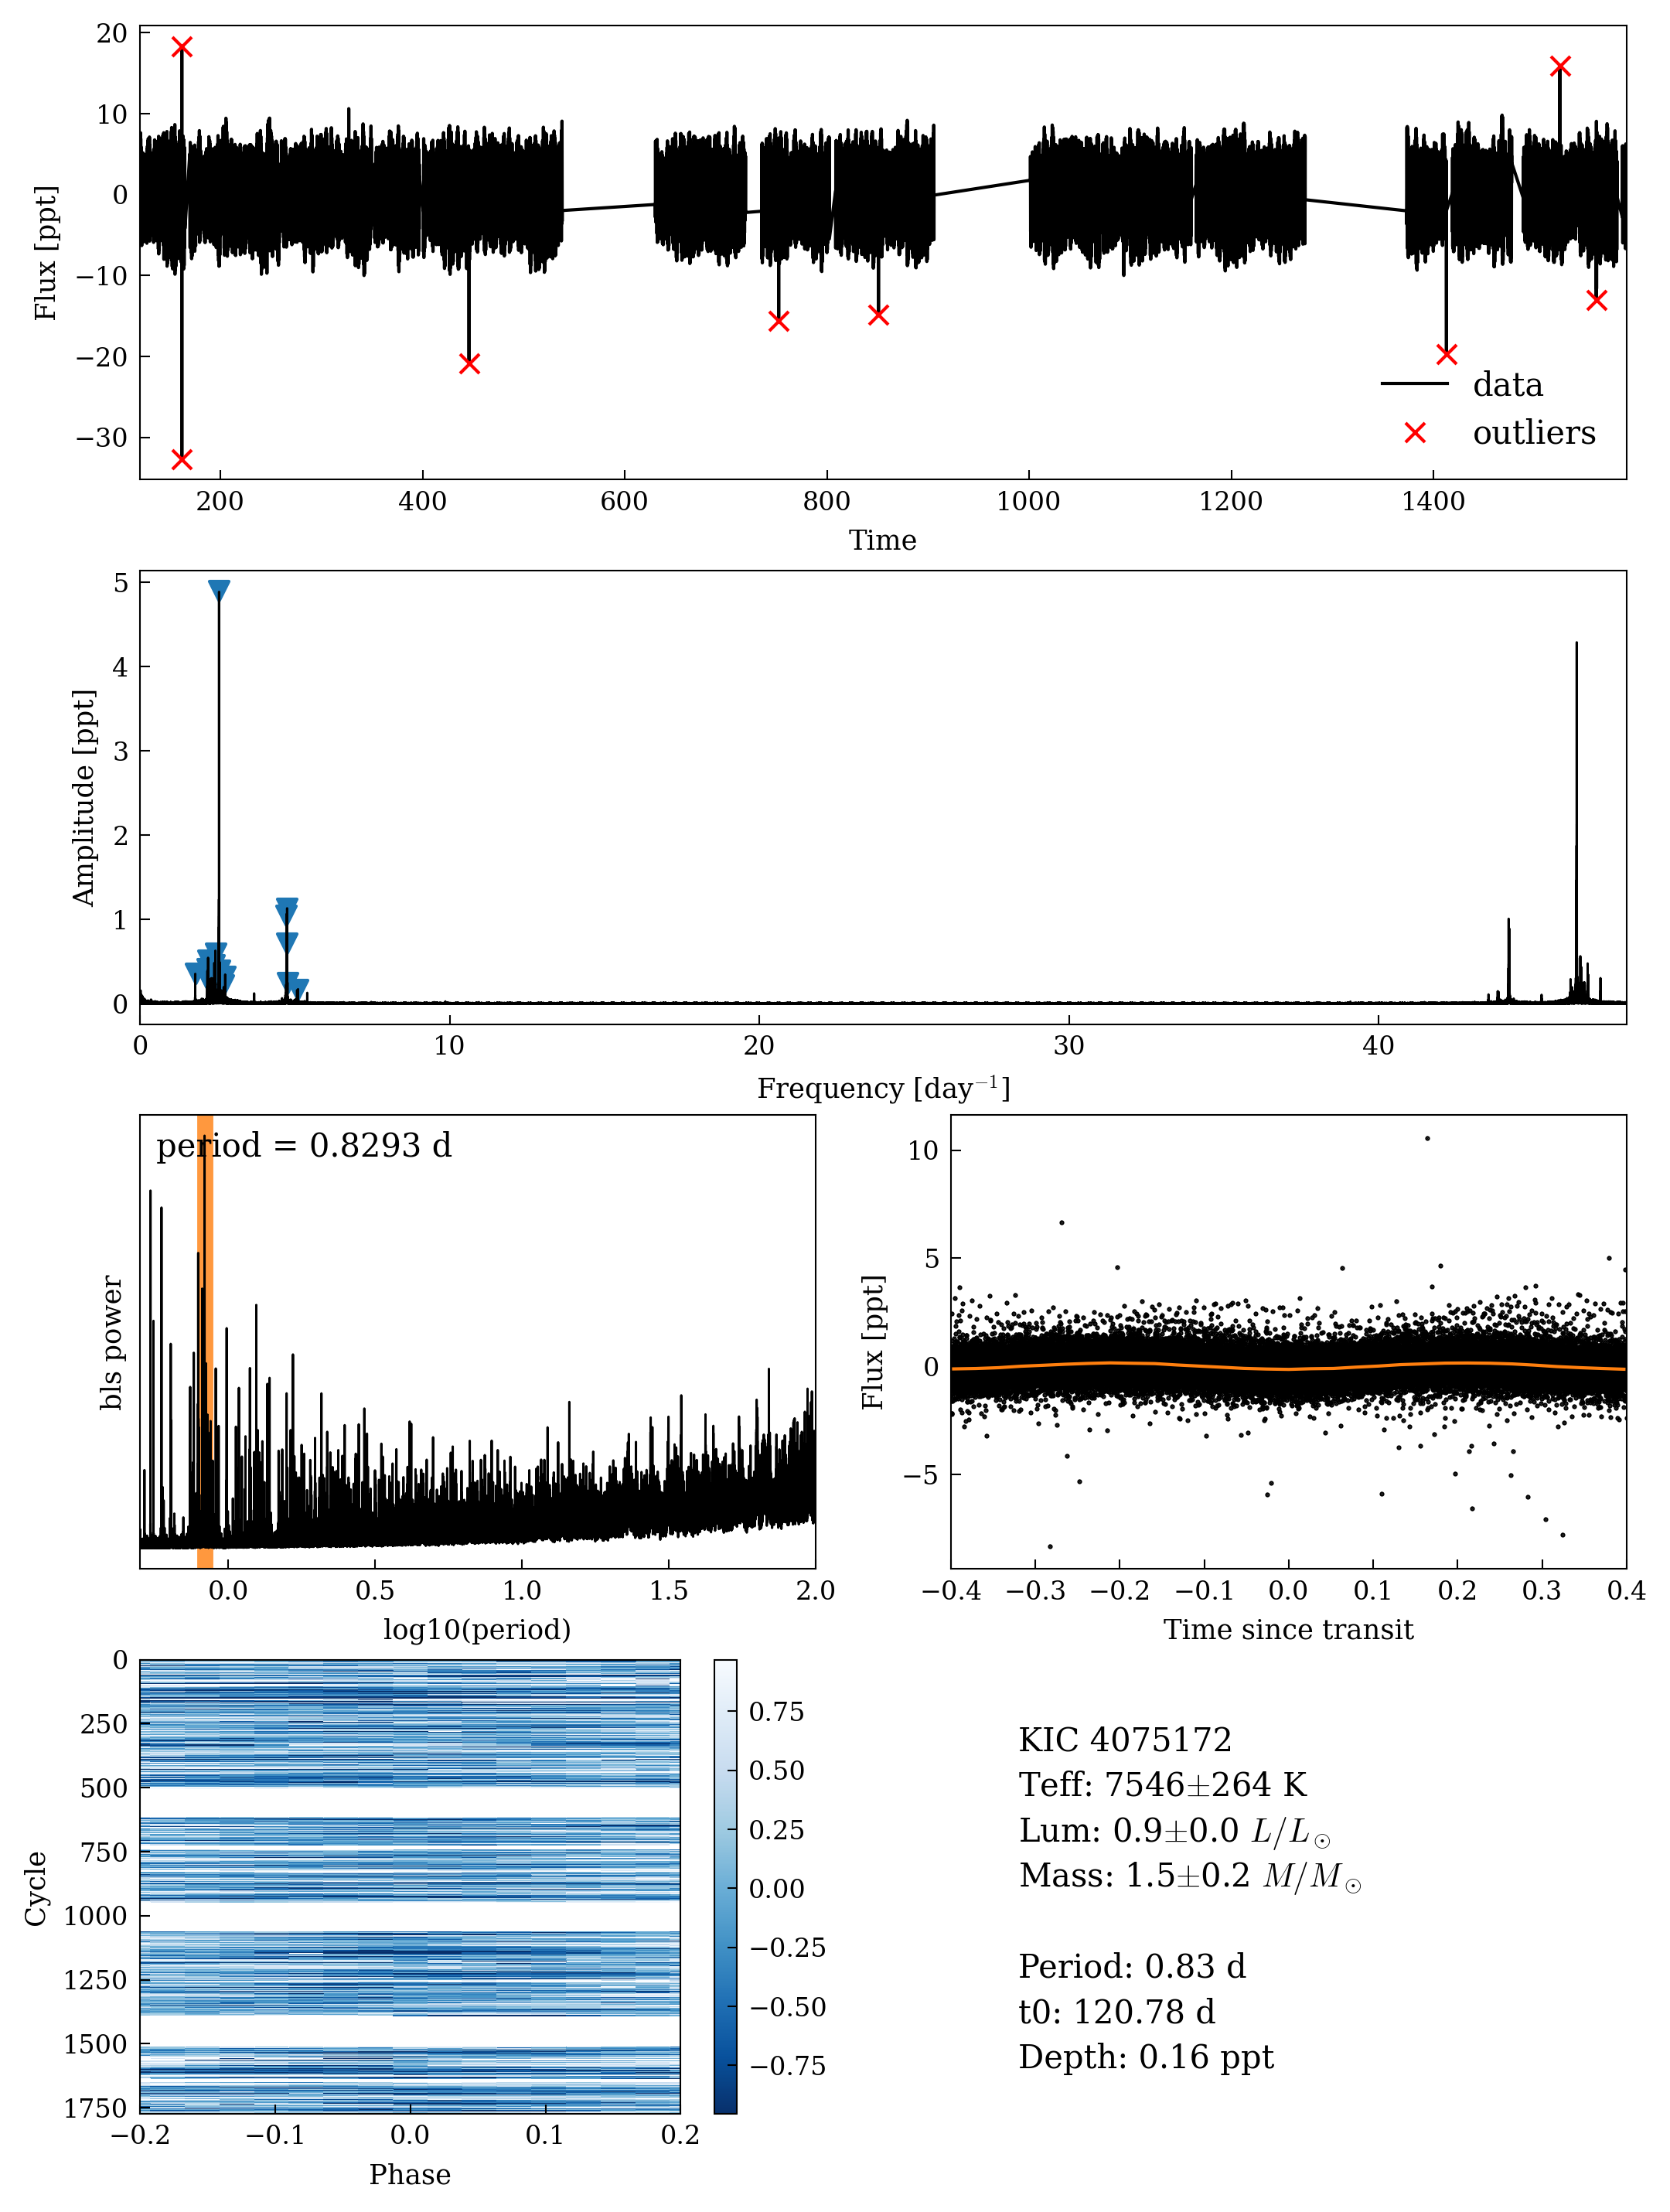 20
10
0
−10
−20
−30
Flux [ppt]
data
outliers
200 400 600 800 1000 1200 1400
Time
5
4
3
2
1
0
Amplitude [ppt]
0 10 20 30 40
Frequency [day⁻¹]
period = 0.8293 d
bls power
0.0 0.5 1.0 1.5 2.0
log10(period)
10
5
0
−5
Flux [ppt]
−0.4 −0.3 −0.2 −0.1 0.0 0.1 0.2 0.3 0.4
Time since transit
0
250
500
750
1000
1250
1500
1750
Cycle
−0.2 −0.1 0.0 0.1 0.2
Phase
0.75
0.50
0.25
0.00
−0.25
−0.50
−0.75
KIC 4075172
Teff: 7546±264 K
Lum: 0.9±0.0 L/L⊙
Mass: 1.5±0.2 M/M⊙
Period: 0.83 d
t0: 120.78 d
Depth: 0.16 ppt